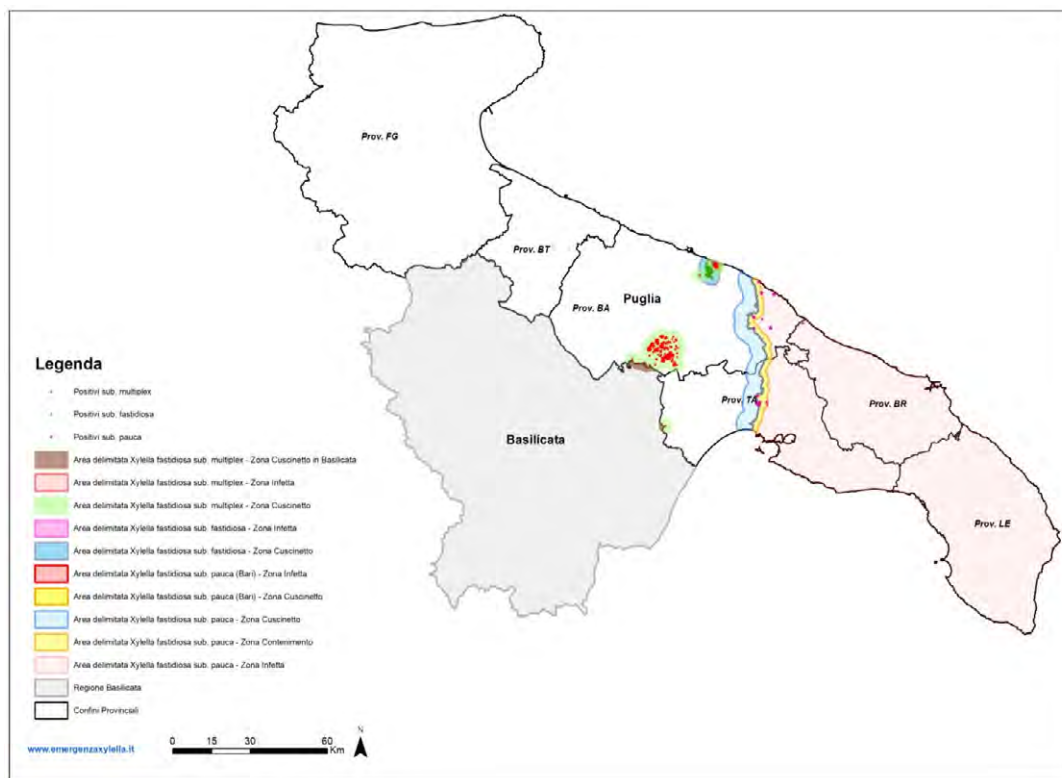 Prov. FG
Prov. BT
Prov. BA
Puglia
Prov. TA
Prov. BR
Basilicata
Prov. LE
Legenda
Positivi sub. multiplex
Positivi sub. fastidiosa
Positivi sub. pauca
Area delimitata Xylella fastidiosa sub. multiplex - Zona Cuscinetto in Basilicata
Area delimitata Xylella fastidiosa sub. multiplex - Zona Infetta
Area delimitata Xylella fastidiosa sub. multiplex - Zona Cuscinetto
Area delimitata Xylella fastidiosa sub. fastidiosa - Zona Infetta
Area delimitata Xylella fastidiosa sub. fastidiosa - Zona Cuscinetto
Area delimitata Xylella fastidiosa sub. pauca (Bari) - Zona Infetta
Area delimitata Xylella fastidiosa sub. pauca (Bari) - Zona Cuscinetto
Area delimitata Xylella fastidiosa sub. pauca - Zona Cuscinetto
Area delimitata Xylella fastidiosa sub. pauca - Zona Contenimento
Area delimitata Xylella fastidiosa sub. pauca - Zona Infetta
Regione Basilicata
Confini Provinciali
www.emergenzaxylella.it
0 15 30 60
Km
N